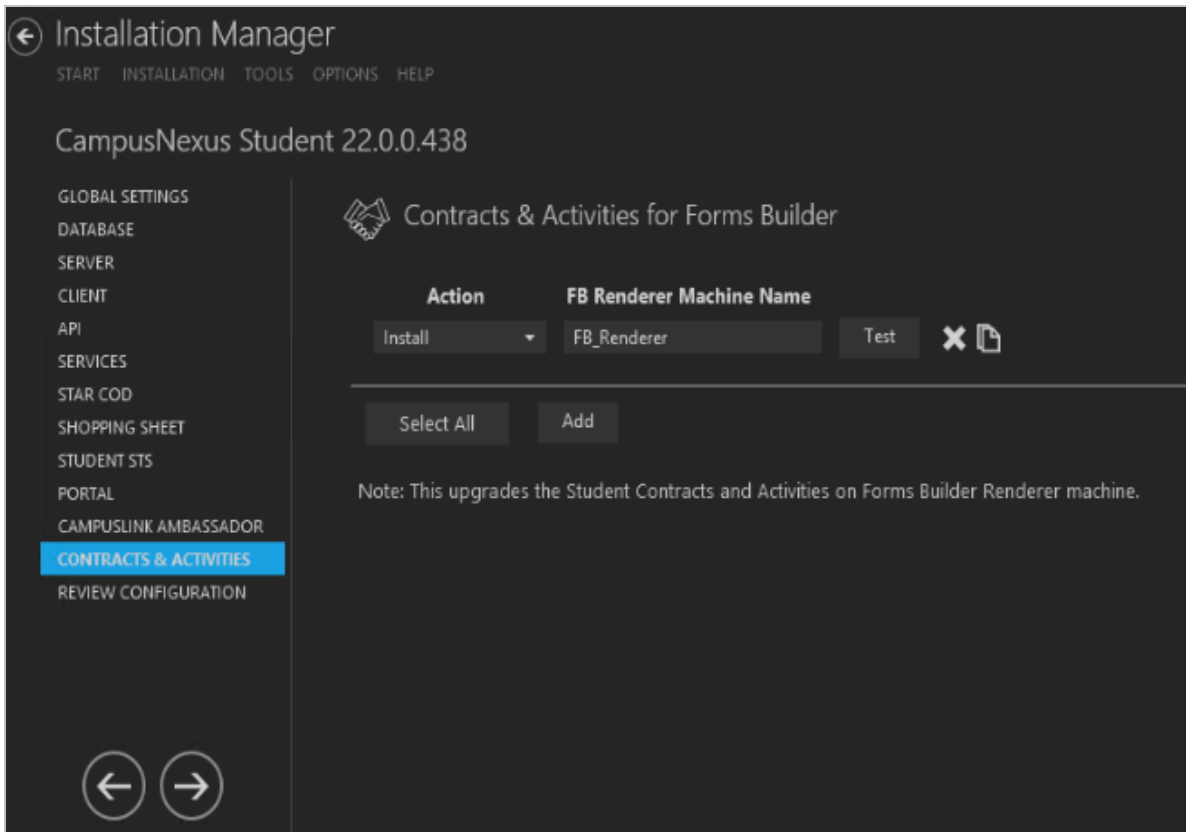 Installation Manager
START INSTALLATION TOOLS OPTIONS HELP
CampusNexus Student 22.0.0.438
GLOBAL SETTINGS
DATABASE
SERVER
CLIENT
API
SERVICES
STAR COD
SHOPPING SHEET
STUDENT STS
PORTAL
CAMPUSLINK AMBASSADOR
CONTRACTS & ACTIVITIES
REVIEW CONFIGURATION
Contracts & Activities for Forms Builder
Action FB Renderer Machine Name
Install FB_Renderer Test
Select All Add
Note: This upgrades the Student Contracts and Activities on Forms Builder Renderer machine.